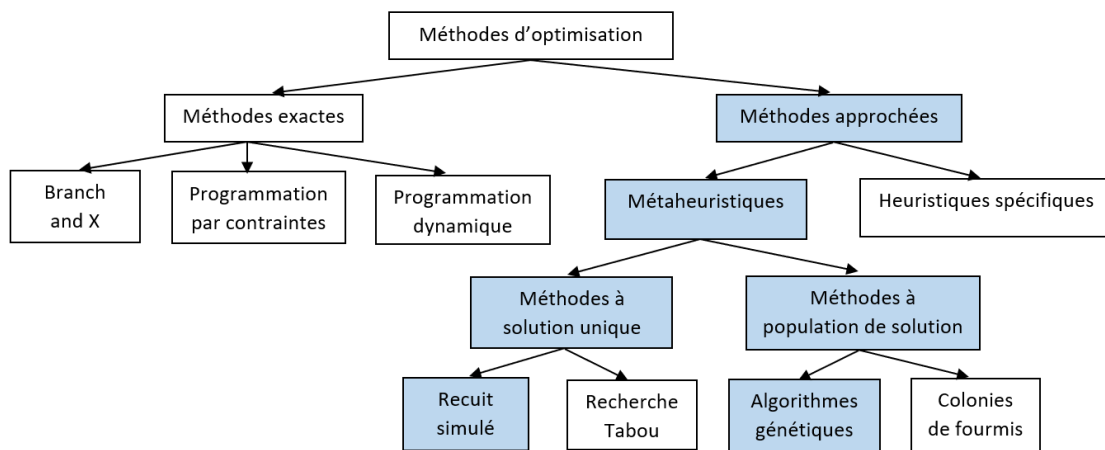 Méthodes d'optimisation
Méthodes exactes
Méthodes approchées
Branch
and X
Programmation
par contraintes
Programmation
dynamique
Métaheuristiques
Heuristiques spécifiques
Méthodes à
solution unique
Méthodes à
population de solution
Recuit
simulé
Recherche
Tabou
Algorithmes
génétiques
Colonies
de fourmis